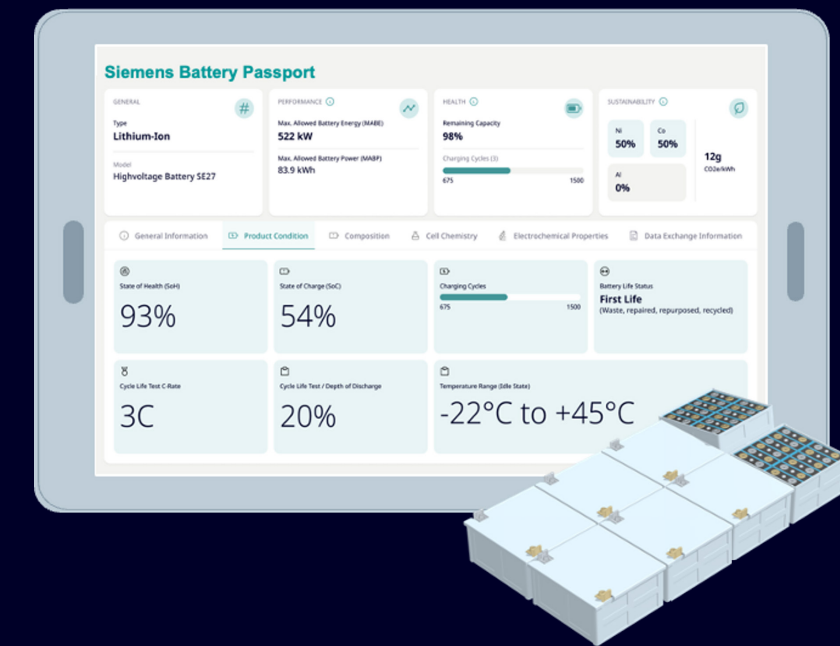 Siemens Battery Passport
GENERAL
#
Type
Lithium-Ion
Model
Highvoltage Battery SE27
PERFORMANCE
Max. Allowed Battery Energy (MABE)
522 kW
Max. Allowed Battery Power (MABP)
83.9 kWh
HEALTH
Remaining Capacity
98%
Charging Cycles (3)
675 1500
SUSTAINABILITY
Ni
50%
Co
50%
Al
0%
12g
CO2e/kWh
General Information Product Condition Composition Cell Chemistry Electrochemical Properties Data Exchange Information
State of Health (SoH)
93%
State of Charge (SoC)
54%
Charging Cycles
675 1500
Battery Life Status
First Life
(Waste, repaired, repurposed, recycled)
Cycle Life Test C-Rate
3C
Cycle Life Test / Depth of Discharge
20%
Temperature Range (Idle State)
-22°C to +45°C